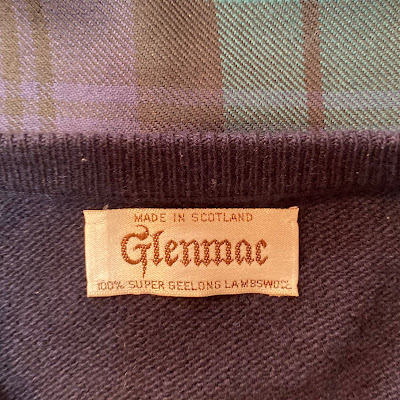 MADE IN SCOTLAND
Glenmac
100% SUPER GEELONG LAMBSWOOL